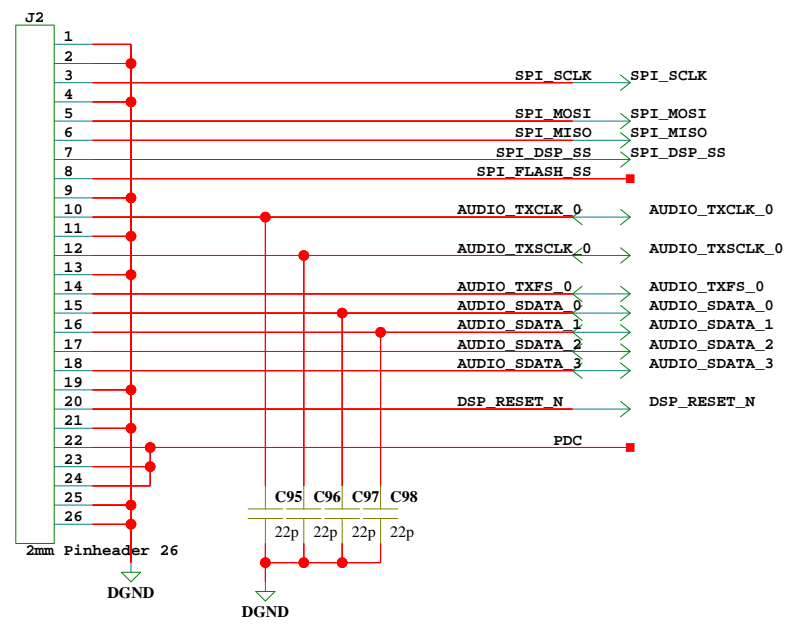 J2
1
2
3 SPI_SCLK SPI_SCLK
4
5 SPI_MOSI SPI_MOSI
6 SPI_MISO SPI_MISO
7 SPI_DSP_SS SPI_DSP_SS
8 SPI_FLASH_SS
9
10 AUDIO_TXCLK_0 AUDIO_TXCLK_0
11
12 AUDIO_TXSCLK_0 AUDIO_TXSCLK_0
13
14 AUDIO_TXFS_0 AUDIO_TXFS_0
15 AUDIO_SDATA_0 AUDIO_SDATA_0
16 AUDIO_SDATA_1 AUDIO_SDATA_1
17 AUDIO_SDATA_2 AUDIO_SDATA_2
18 AUDIO_SDATA_3 AUDIO_SDATA_3
19
20 DSP_RESET_N DSP_RESET_N
21
22 PDC
23
24
25 C95 C96 C97 C98
26 22p 22p 22p 22p
2mm Pinheader 26
DGND
DGND